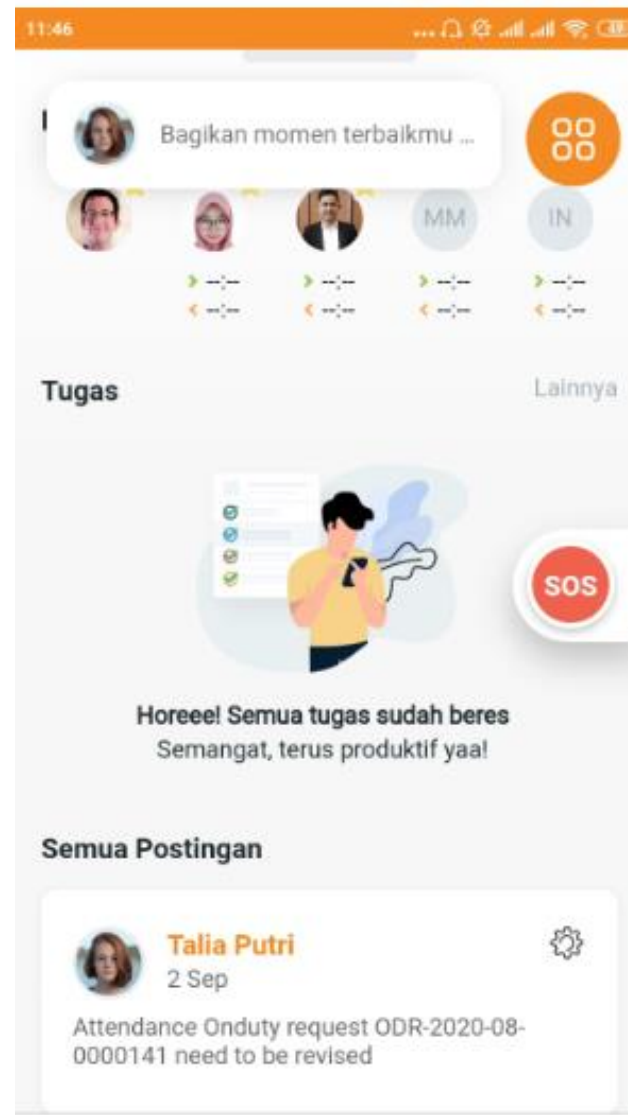 11:46
Bagikan momen terbaikmu ...
MM
IN
--:--
--:--
--:--
--:--
--:--
--:--
--:--
--:--
Tugas
Lainnya
SOS
Horeee! Semua tugas sudah beres
Semangat, terus produktif yaa!
Semua Postingan
Talia Putri
2 Sep
Attendance Onduty request ODR-2020-08-
0000141 need to be revised